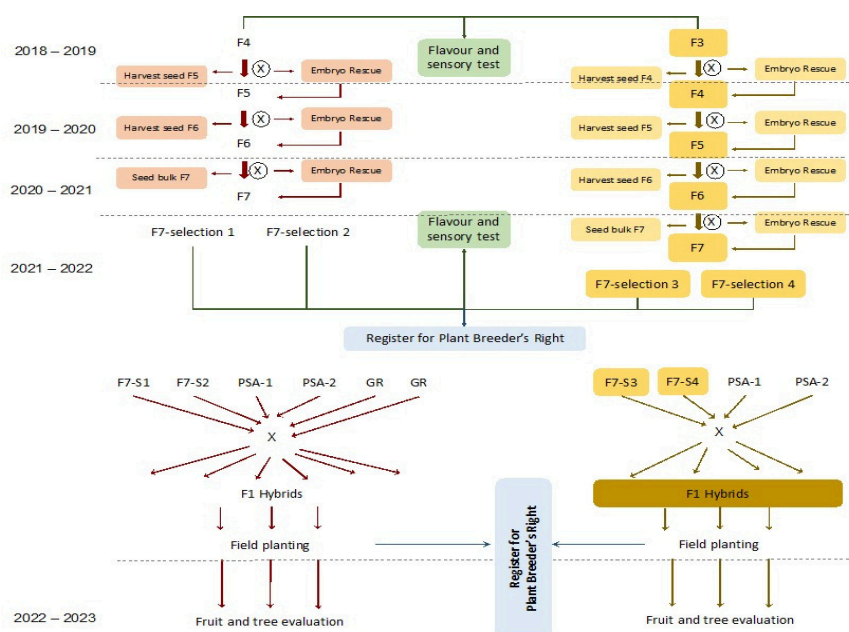 2018 – 2019
F4
Flavour and
sensory test
F3
X
X
Harvest seed F5
Embryo Rescue
Harvest seed F4
Embryo Rescue
F5
F4
2019 – 2020
Harvest seed F6
X
Embryo Rescue
Harvest seed F5
X
Embryo Rescue
F6
F5
2020 – 2021
Seed bulk F7
X
Embryo Rescue
Harvest seed F6
X
Embryo Rescue
F7
F6
F7-selection 1
F7-selection 2
Flavour and
sensory test
Seed bulk F7
X
Embryo Rescue
F7
2021 – 2022
F7-selection 3
F7-selection 4
Register for Plant Breeder's Right
F7-S1
F7-S2
PSA-1
PSA-2
GR
GR
F7-S3
F7-S4
PSA-1
PSA-2
X
X
F1 Hybrids
F1 Hybrids
Field planting
Register for
Plant Breeder's Right
Field planting
2022 – 2023
Fruit and tree evaluation
Fruit and tree evaluation